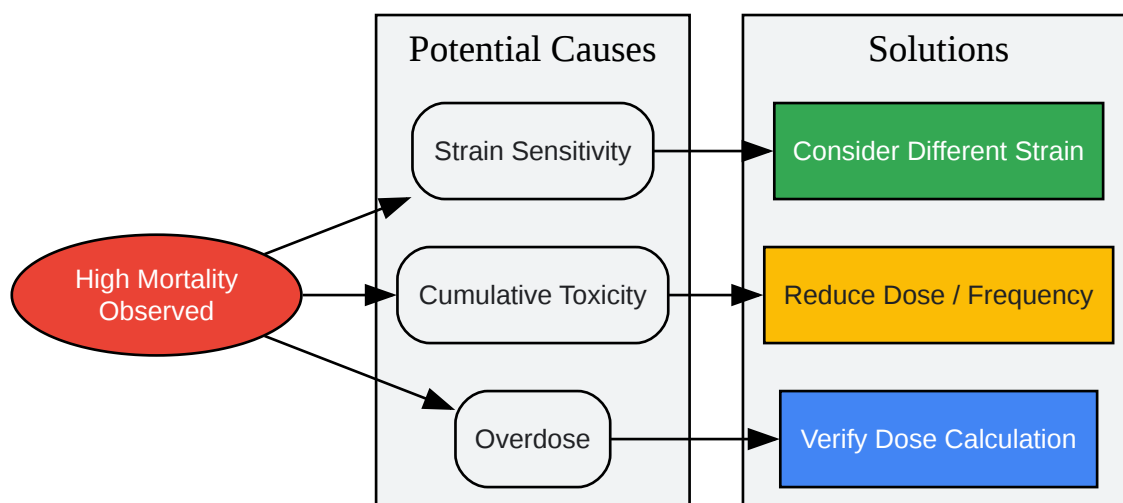 Potential Causes
Solutions
Strain Sensitivity
Consider Different Strain
High Mortality
Observed
Cumulative Toxicity
Reduce Dose / Frequency
Overdose
Verify Dose Calculation